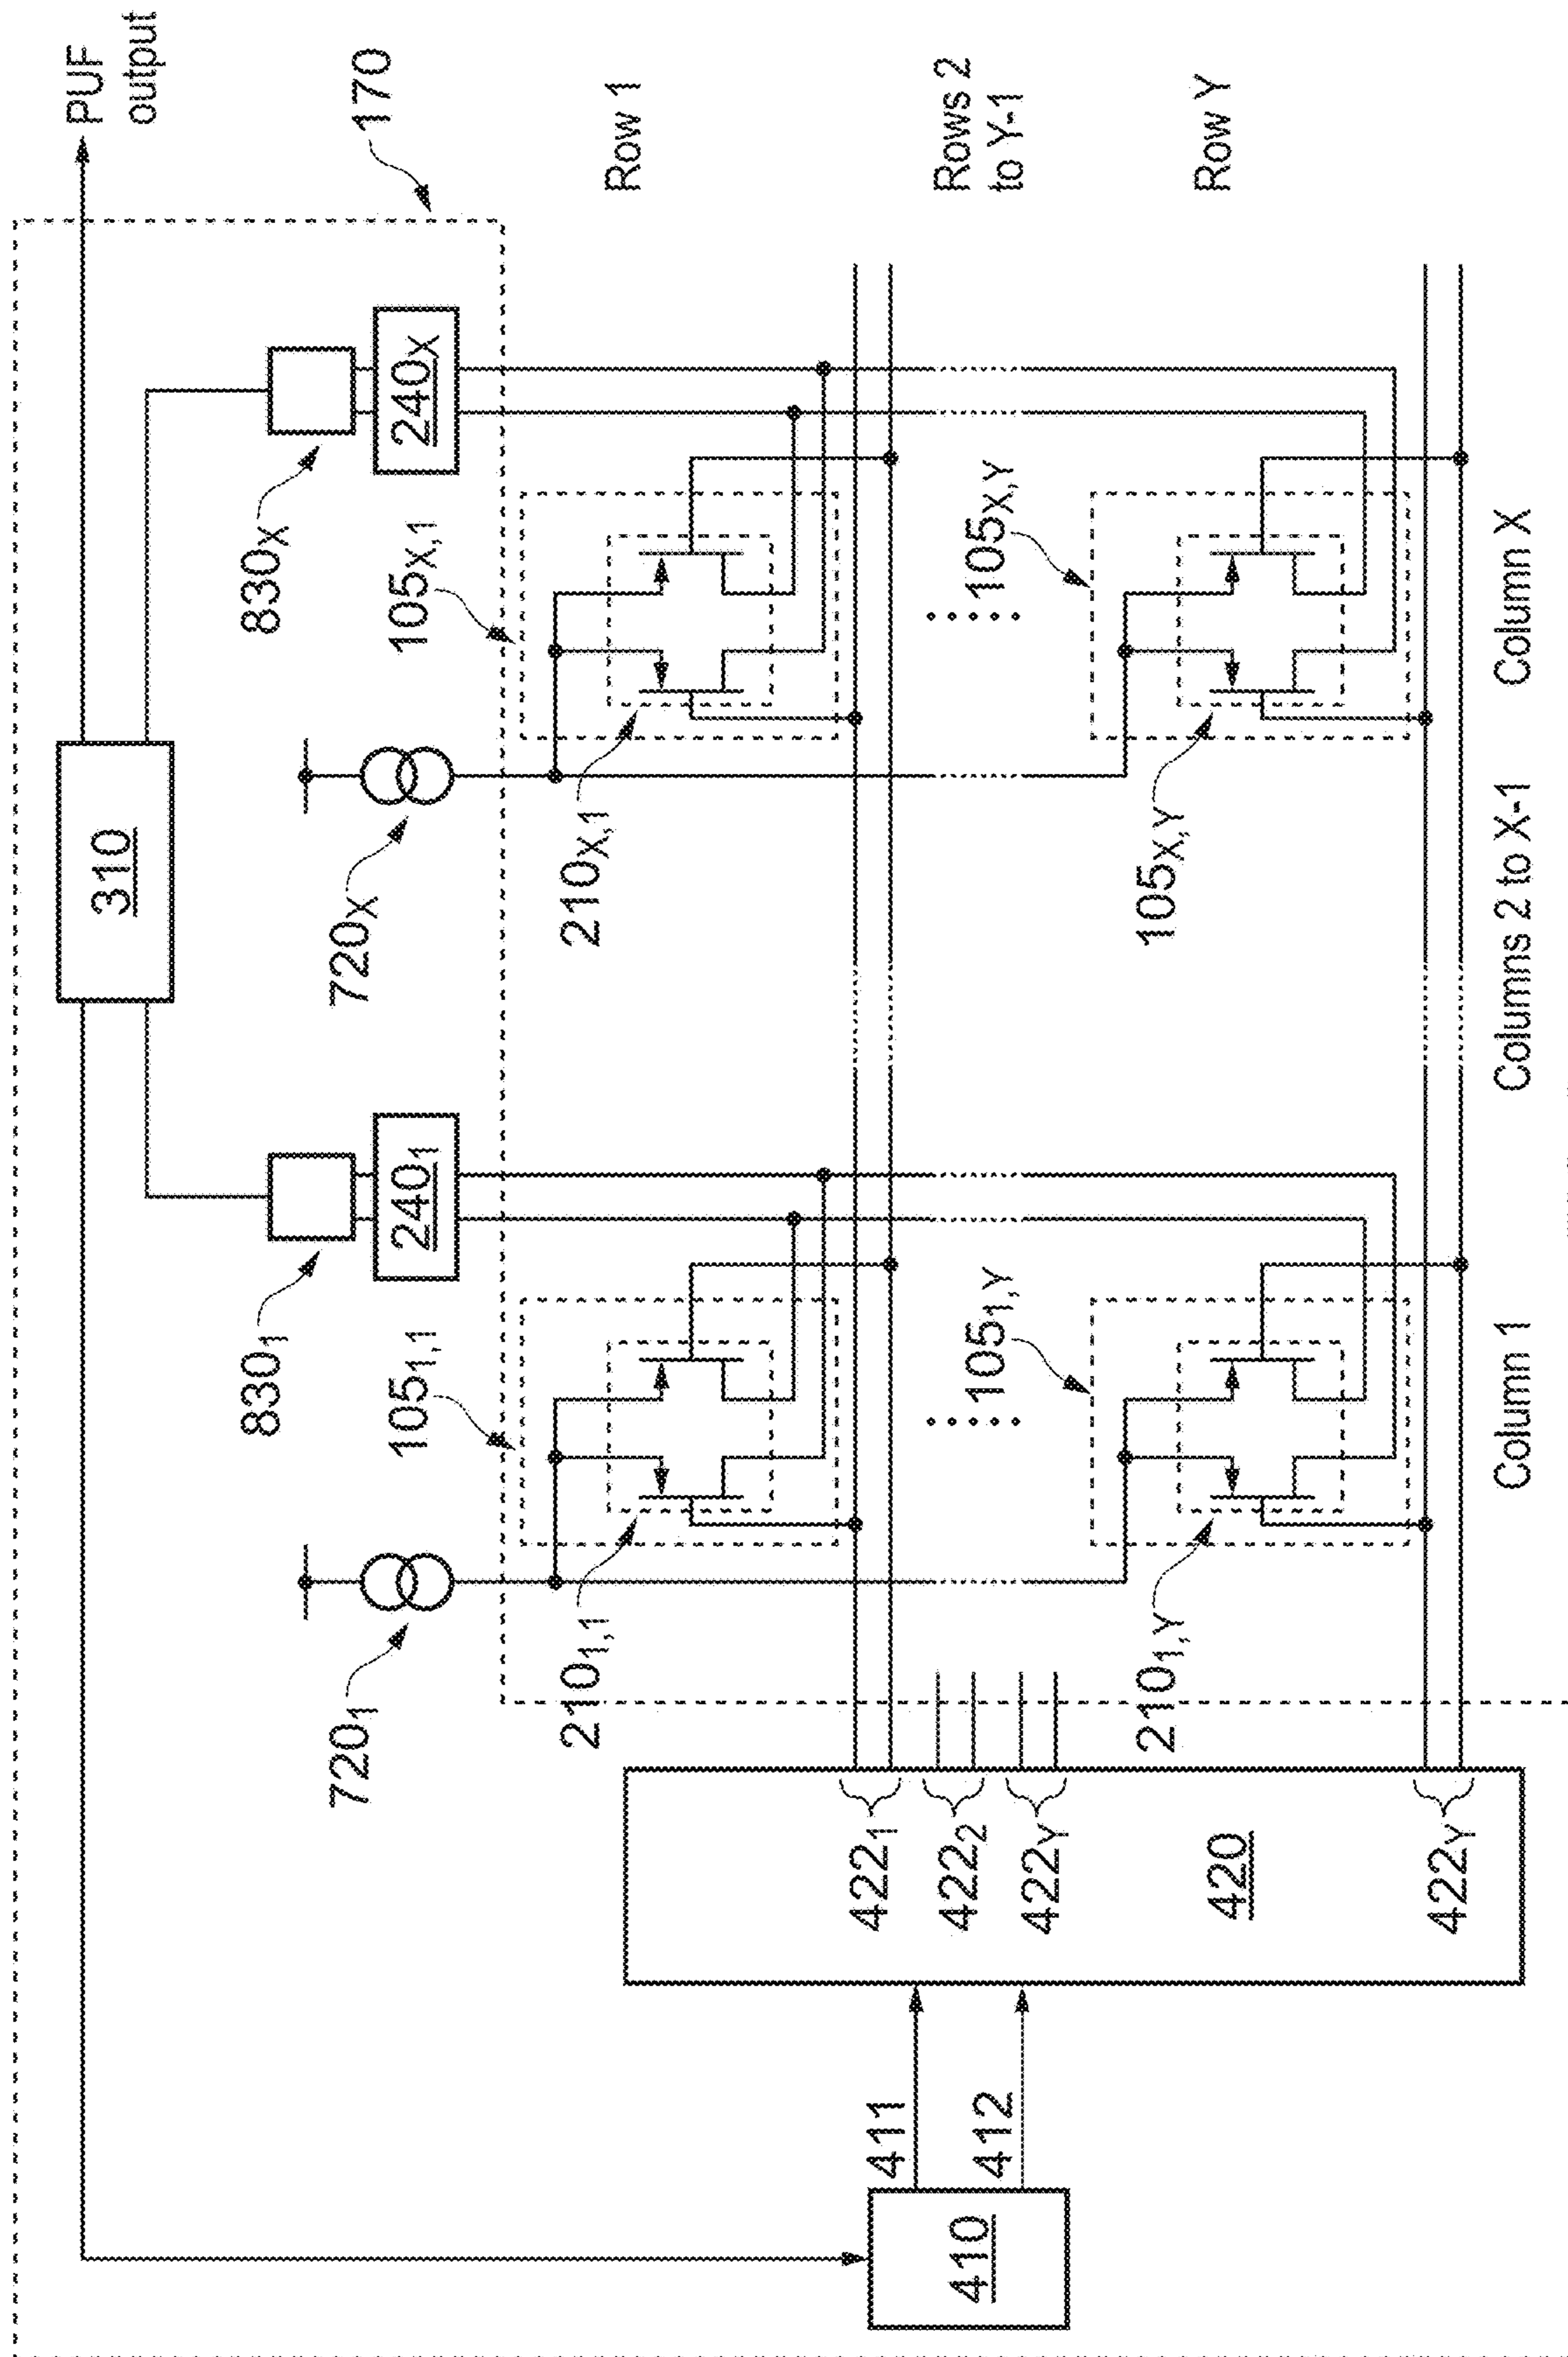 PUF
output
170
310
830₁
830X
240₁
240X
720₁
720X
105₁,₁
105X,1
Row 1
210₁,₁
210X,1
422₁
422₂
422Y
411
412
410
420
Rows 2
to Y-1
105₁,Y
105X,Y
210₁,Y
105X,Y
Row Y
422Y
Column 1
Columns 2 to X-1
Column X